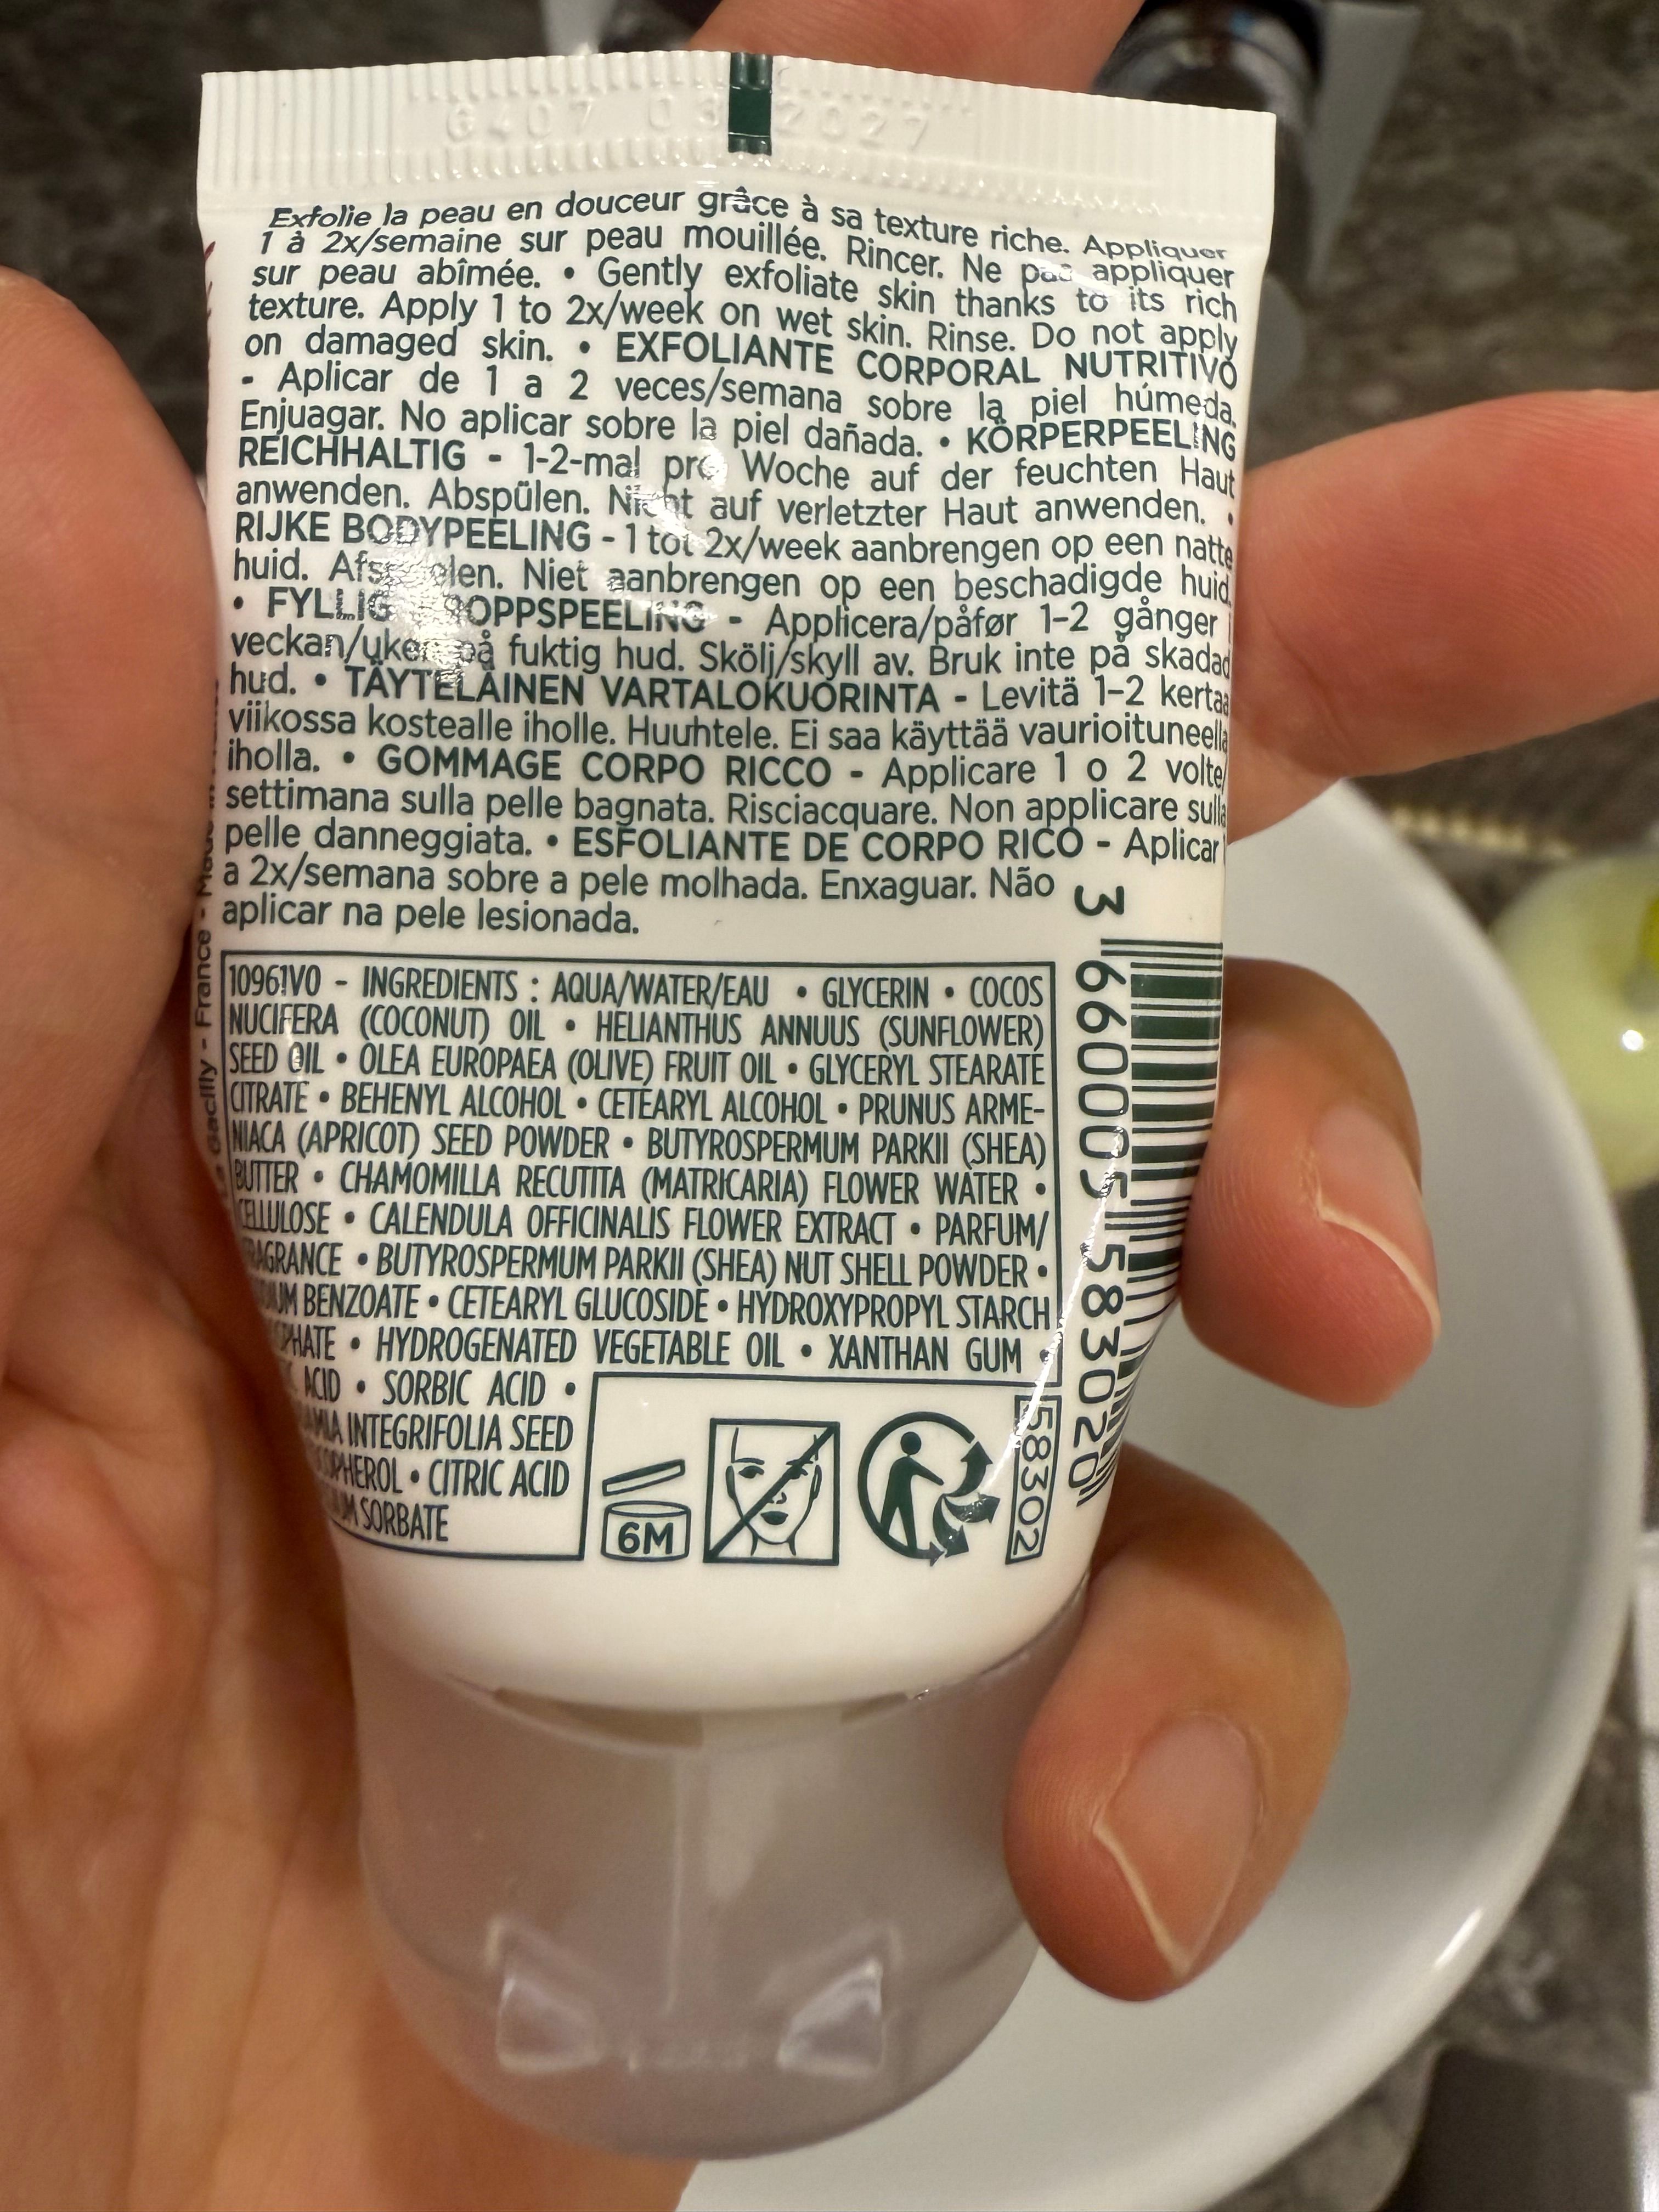 6407 03 2027
Exfolie la peau en douceur grâce à sa texture riche. Appliquer
1 à 2x/semaine sur peau mouillée. Rincer. Ne pas appliquer
sur peau abîmée. • Gently exfoliate skin thanks to its rich
texture. Apply 1 to 2x/week on wet skin. Rinse. Do not apply
on damaged skin. • EXFOLIANTE CORPORAL NUTRITIVO
- Aplicar de 1 a 2 veces/semana sobre la piel húmeda.
Enjuagar. No aplicar sobre la piel dañada. • KÖRPERPEELING
REICHHALTIG - 1-2-mal pro Woche auf der feuchten Haut
anwenden. Abspülen. Nicht auf verletzter Haut anwenden. •
RIJKE BODYPEELING - 1 tot 2x/week aanbrengen op een natte
huid. Afspoelen. Niet aanbrengen op een beschadigde huid.
• FYLLIG KROPPSPEELING - Applicera/påfør 1-2 gånger i
veckan/uken på fuktig hud. Skölj/skyll av. Bruk inte på skadad
hud. • TÄYTELÄINEN VARTALOKUORINTA - Levitä 1-2 kertaa
viikossa kostealle iholle. Huuhtele. Ei saa käyttää vaurioituneella
iholla. • GOMMAGE CORPO RICCO - Applicare 1 o 2 volte/
settimana sulla pelle bagnata. Risciacquare. Non applicare sulla
pelle danneggiata. • ESFOLIANTE DE CORPO RICO - Aplicar 1
a 2x/semana sobre a pele molhada. Enxaguar. Não
aplicar na pele lesionada.
10961V0 - INGREDIENTS : AQUA/WATER/EAU • GLYCERIN • COCOS
NUCIFERA (COCONUT) OIL • HELIANTHUS ANNUUS (SUNFLOWER)
SEED OIL • OLEA EUROPAEA (OLIVE) FRUIT OIL • GLYCERYL STEARATE
CITRATE • BEHENYL ALCOHOL • CETEARYL ALCOHOL • PRUNUS ARME-
NIACA (APRICOT) SEED POWDER • BUTYROSPERMUM PARKII (SHEA)
BUTTER • CHAMOMILLA RECUTITA (MATRICARIA) FLOWER WATER •
CELLULOSE • CALENDULA OFFICINALIS FLOWER EXTRACT • PARFUM/
FRAGRANCE • BUTYROSPERMUM PARKII (SHEA) NUT SHELL POWDER •
SODIUM BENZOATE • CETEARYL GLUCOSIDE • HYDROXYPROPYL STARCH
PHOSPHATE • HYDROGENATED VEGETABLE OIL • XANTHAN GUM •
ACID • SORBIC ACID •
INTEGRIFOLIA SEED
TOCOPHEROL • CITRIC ACID
SORBATE
6M
58302
3 660005 583020
La Gacilly - France - Made in